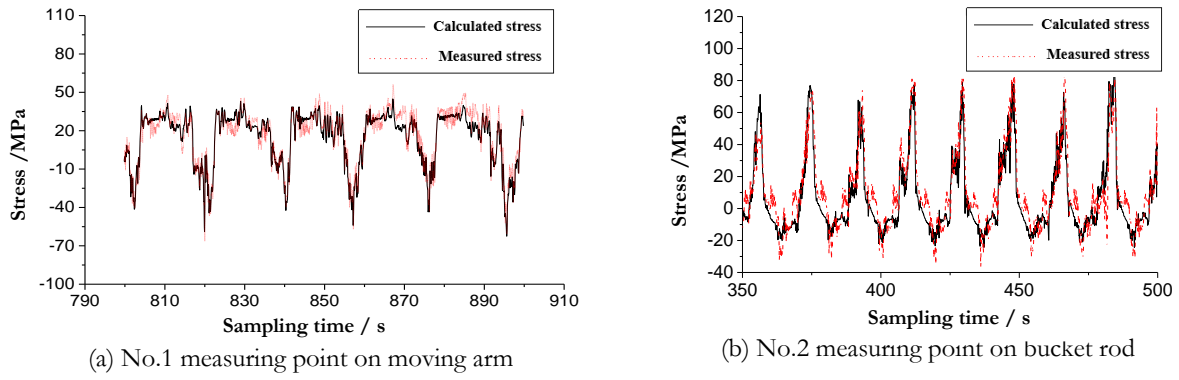 110
80
50
20
-10
-40
-70
-100
Stress /MPa
790
810
830
850
870
890
910
Sampling time / s
Calculated stress
Measured stress
(a) No.1 measuring point on moving arm
120
100
80
60
40
20
0
-20
-40
Stress /MPa
350
400
450
500
Sampling time / s
Calculated stress
Measured stress
(b) No.2 measuring point on bucket rod